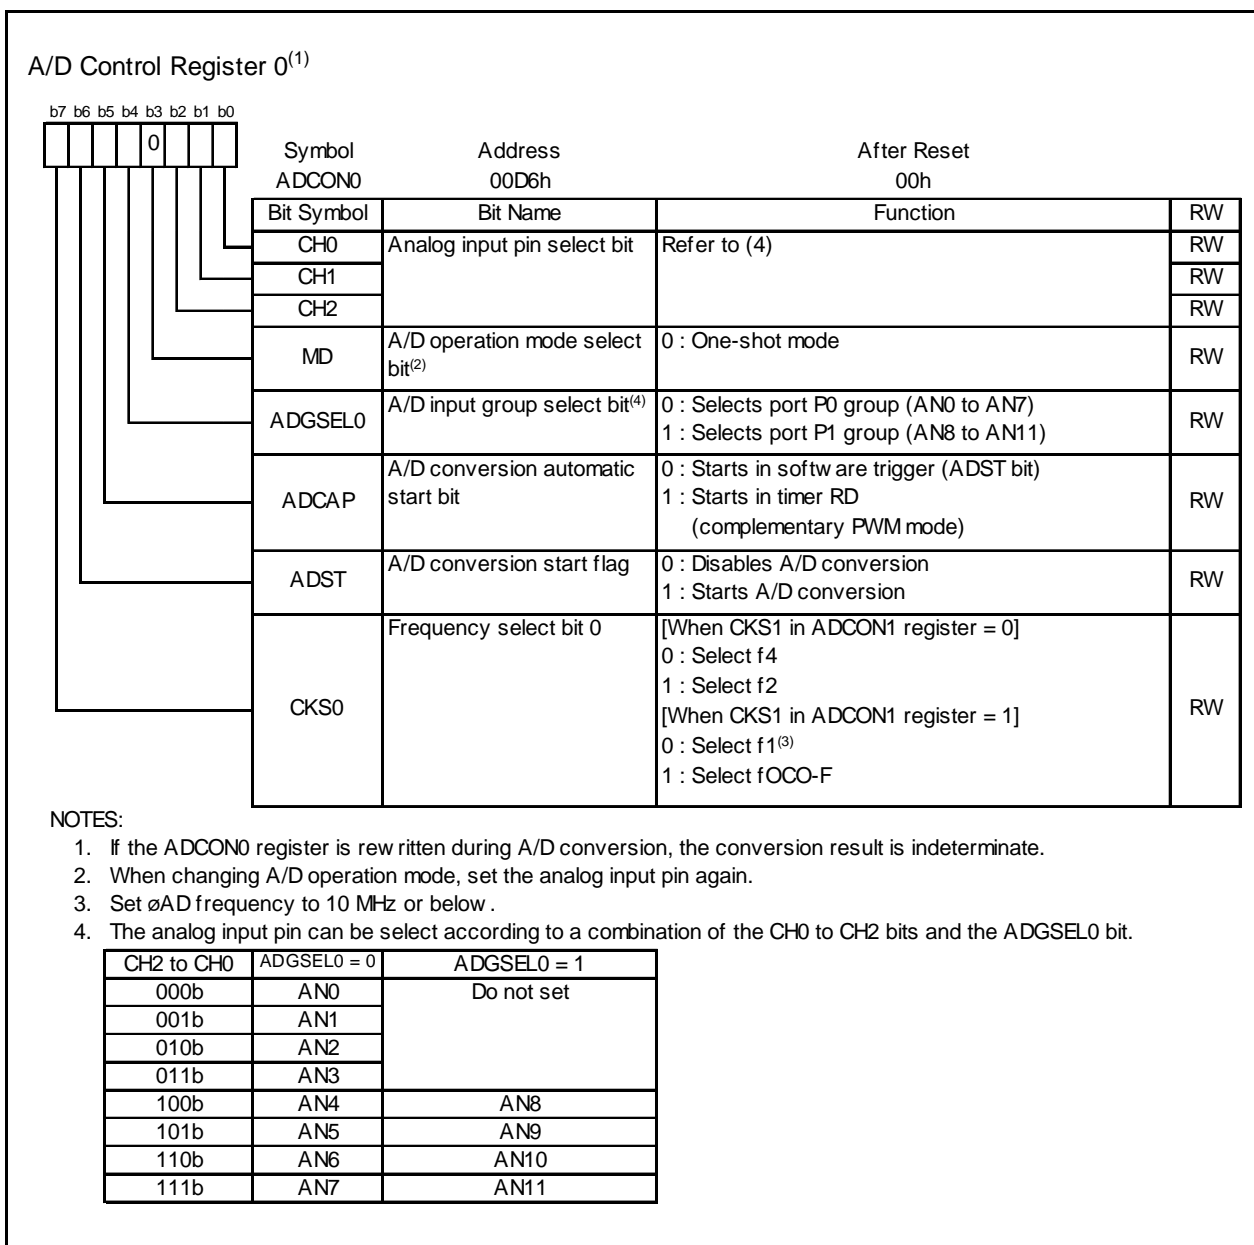 A/D Control Register 0(1)
b7 b6 b5 b4 b3 b2 b1 b0
0
Symbol Address After Reset
ADCON0 00D6h 00h
Bit Symbol Bit Name Function RW
CH0 Analog input pin select bit Refer to (4) RW
CH1 RW
CH2 RW
MD A/D operation mode select bit(2) 0 : One-shot mode RW
ADGSEL0 A/D input group select bit(4) 0 : Selects port P0 group (AN0 to AN7)
1 : Selects port P1 group (AN8 to AN11) RW
ADCAP A/D conversion automatic start bit 0 : Starts in software trigger (ADST bit)
1 : Starts in timer RD
(complementary PWM mode) RW
ADST A/D conversion start flag 0 : Disables A/D conversion
1 : Starts A/D conversion RW
CKS0 Frequency select bit 0 [When CKS1 in ADCON1 register = 0]
0 : Select f4
1 : Select f2
[When CKS1 in ADCON1 register = 1]
0 : Select f1(3)
1 : Select fOCO-F RW
NOTES:
1. If the ADCON0 register is rewritten during A/D conversion, the conversion result is indeterminate.
2. When changing A/D operation mode, set the analog input pin again.
3. Set øAD frequency to 10 MHz or below.
4. The analog input pin can be select according to a combination of the CH0 to CH2 bits and the ADGSEL0 bit.
CH2 to CH0 ADGSEL0 = 0 ADGSEL0 = 1
000b AN0 Do not set
001b AN1
010b AN2
011b AN3
100b AN4 AN8
101b AN5 AN9
110b AN6 AN10
111b AN7 AN11